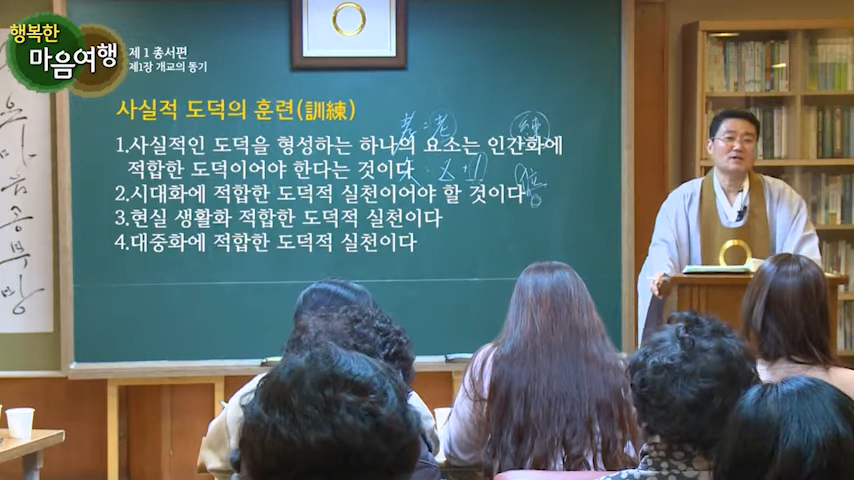 행복한
마음여행
제 1 총서편
제1장 개교의 동기
사실적 도덕의 훈련(訓練)
1.사실적인 도덕을 형성하는 하나의 요소는 인간화에
적합한 도덕이어야 한다는 것이다
2.시대화에 적합한 도덕적 실천이어야 할 것이다
3.현실 생활화 적합한 도덕적 실천이다
4.대중화에 적합한 도덕적 실천이다
마음공부방